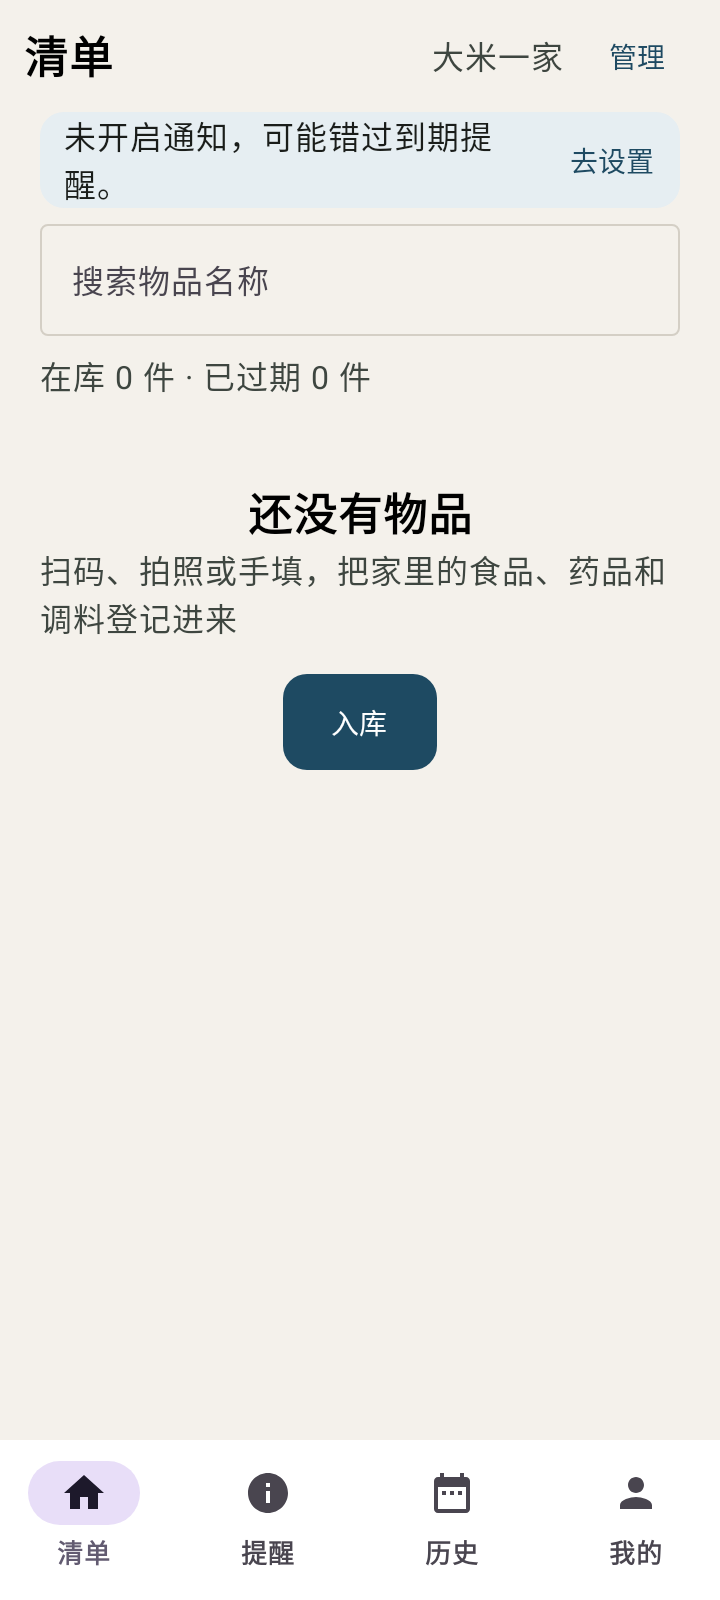 清单
大米一家
管理
未开启通知，可能错过到期提
醒。
去设置
搜索物品名称
在库 0 件 · 已过期 0 件
还没有物品
扫码、拍照或手填，把家里的食品、药品和
调料登记进来
入库
清单
提醒
历史
我的